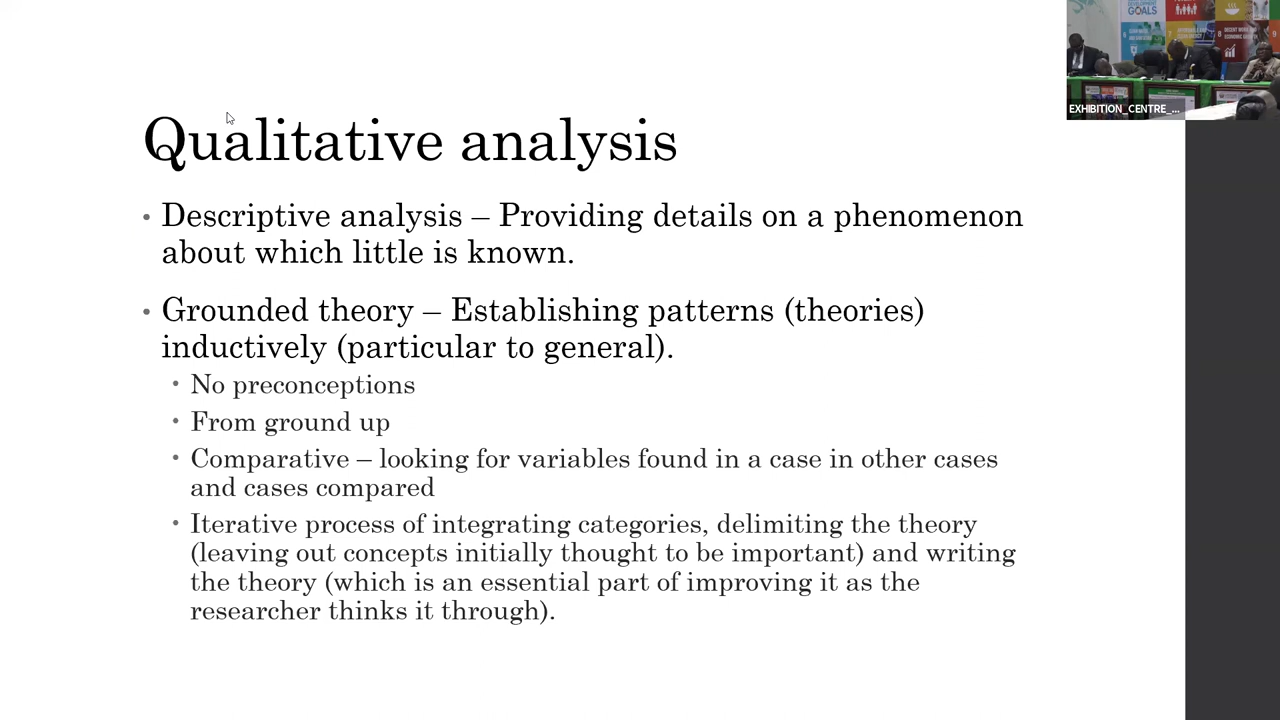 Qualitative analysis
• Descriptive analysis – Providing details on a phenomenon
about which little is known.
• Grounded theory – Establishing patterns (theories)
inductively (particular to general).
• No preconceptions
• From ground up
• Comparative – looking for variables found in a case in other cases
and cases compared
• Iterative process of integrating categories, delimiting the theory
(leaving out concepts initially thought to be important) and writing
the theory (which is an essential part of improving it as the
researcher thinks it through).
GOALS
EXHIBITION_CENTRE_...